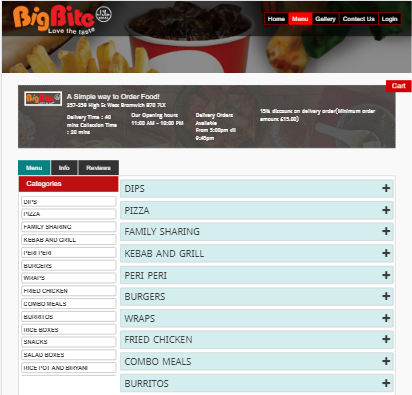 BigBite
Love the taste
Home Menu Gallery Contact Us Login
Cart
BigBite
A Simple way to Order Food!
257-259 High St West Bromwich B70 7LX
Delivery Time : 40 mins Collection Time : 20 mins
Our Opening hours
11:00 AM - 10:00 PM
Delivery Orders Available
From 5:00pm till 9:45pm
15% discount on delivery order(Minimum order amount £15.00)
Menu Info Reviews
Categories
DIPS
PIZZA
FAMILY SHARING
KEBAB AND GRILL
PERI PERI
BURGERS
WRAPS
FRIED CHICKEN
COMBO MEALS
BURRITOS
RICE BOXES
SNACKS
SALAD BOXES
RICE POT AND BIRYANI
DIPS +
PIZZA +
FAMILY SHARING +
KEBAB AND GRILL +
PERI PERI +
BURGERS +
WRAPS +
FRIED CHICKEN +
COMBO MEALS +
BURRITOS +